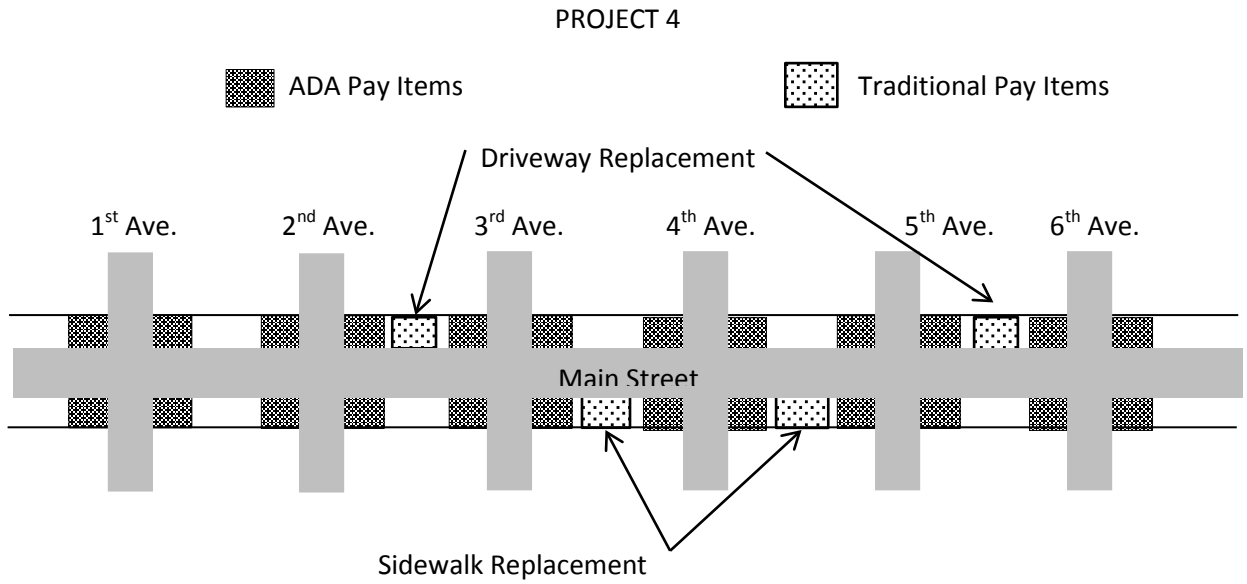 PROJECT 4
ADA Pay Items
Traditional Pay Items
Driveway Replacement
1st Ave.
2nd Ave.
3rd Ave.
4th Ave.
5th Ave.
6th Ave.
Main Street
Sidewalk Replacement